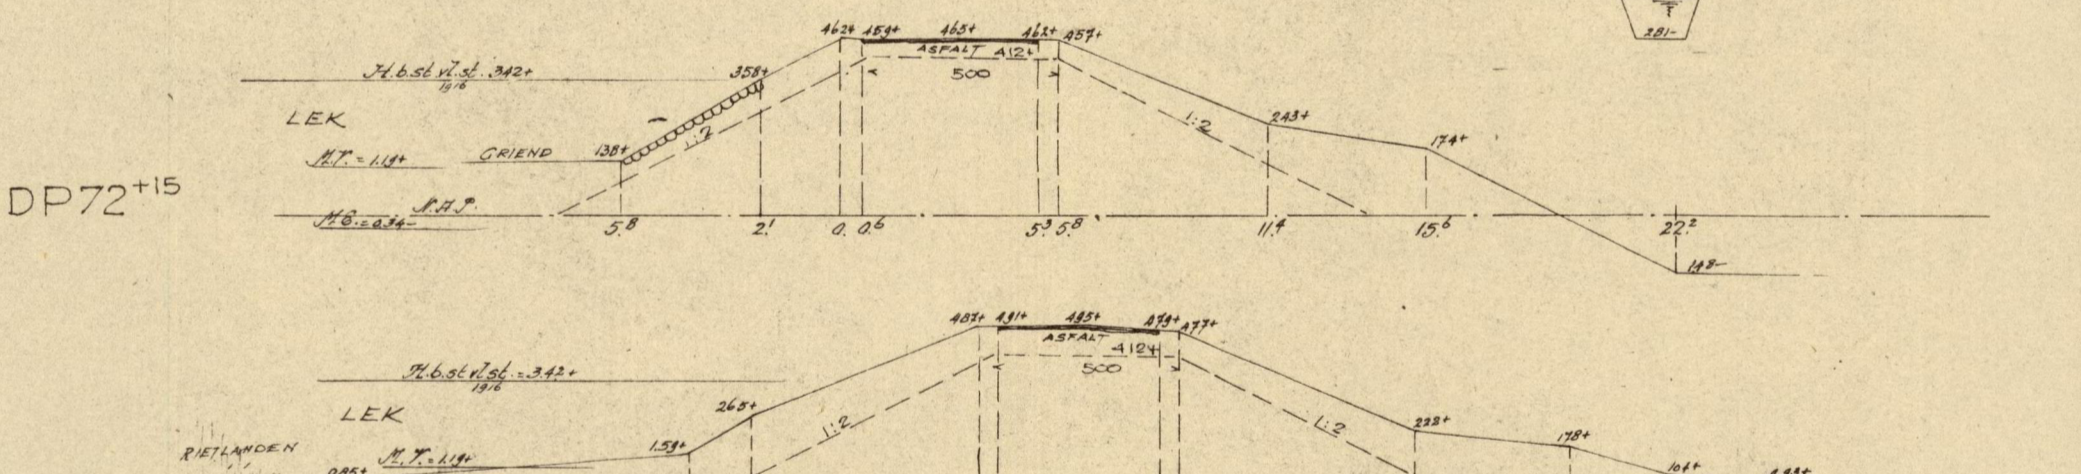 281-
462+ 459+ 465+ 462+ 457+
ASFALT 412+
H.b.st vl.st. 342+
1916
358+
500
LEK
1:2
1:2
243+
M.V. = 1.19+
GRIEND
138+
174+
DP72+15
N.A.P.
M.E. = 0.34-
5.8 2.1 0. 0.6 5.3 5.8 11.4 15.6 22.2
148-
487+ 491+ 495+ 479+ 477+
ASFALT
412+
H.b.st vl st. = 3.42+
1916
500
265+
LEK
1:2
1:2
222+
RIETLANDEN
1.59+
178+
M.V. = 1.19+
085+